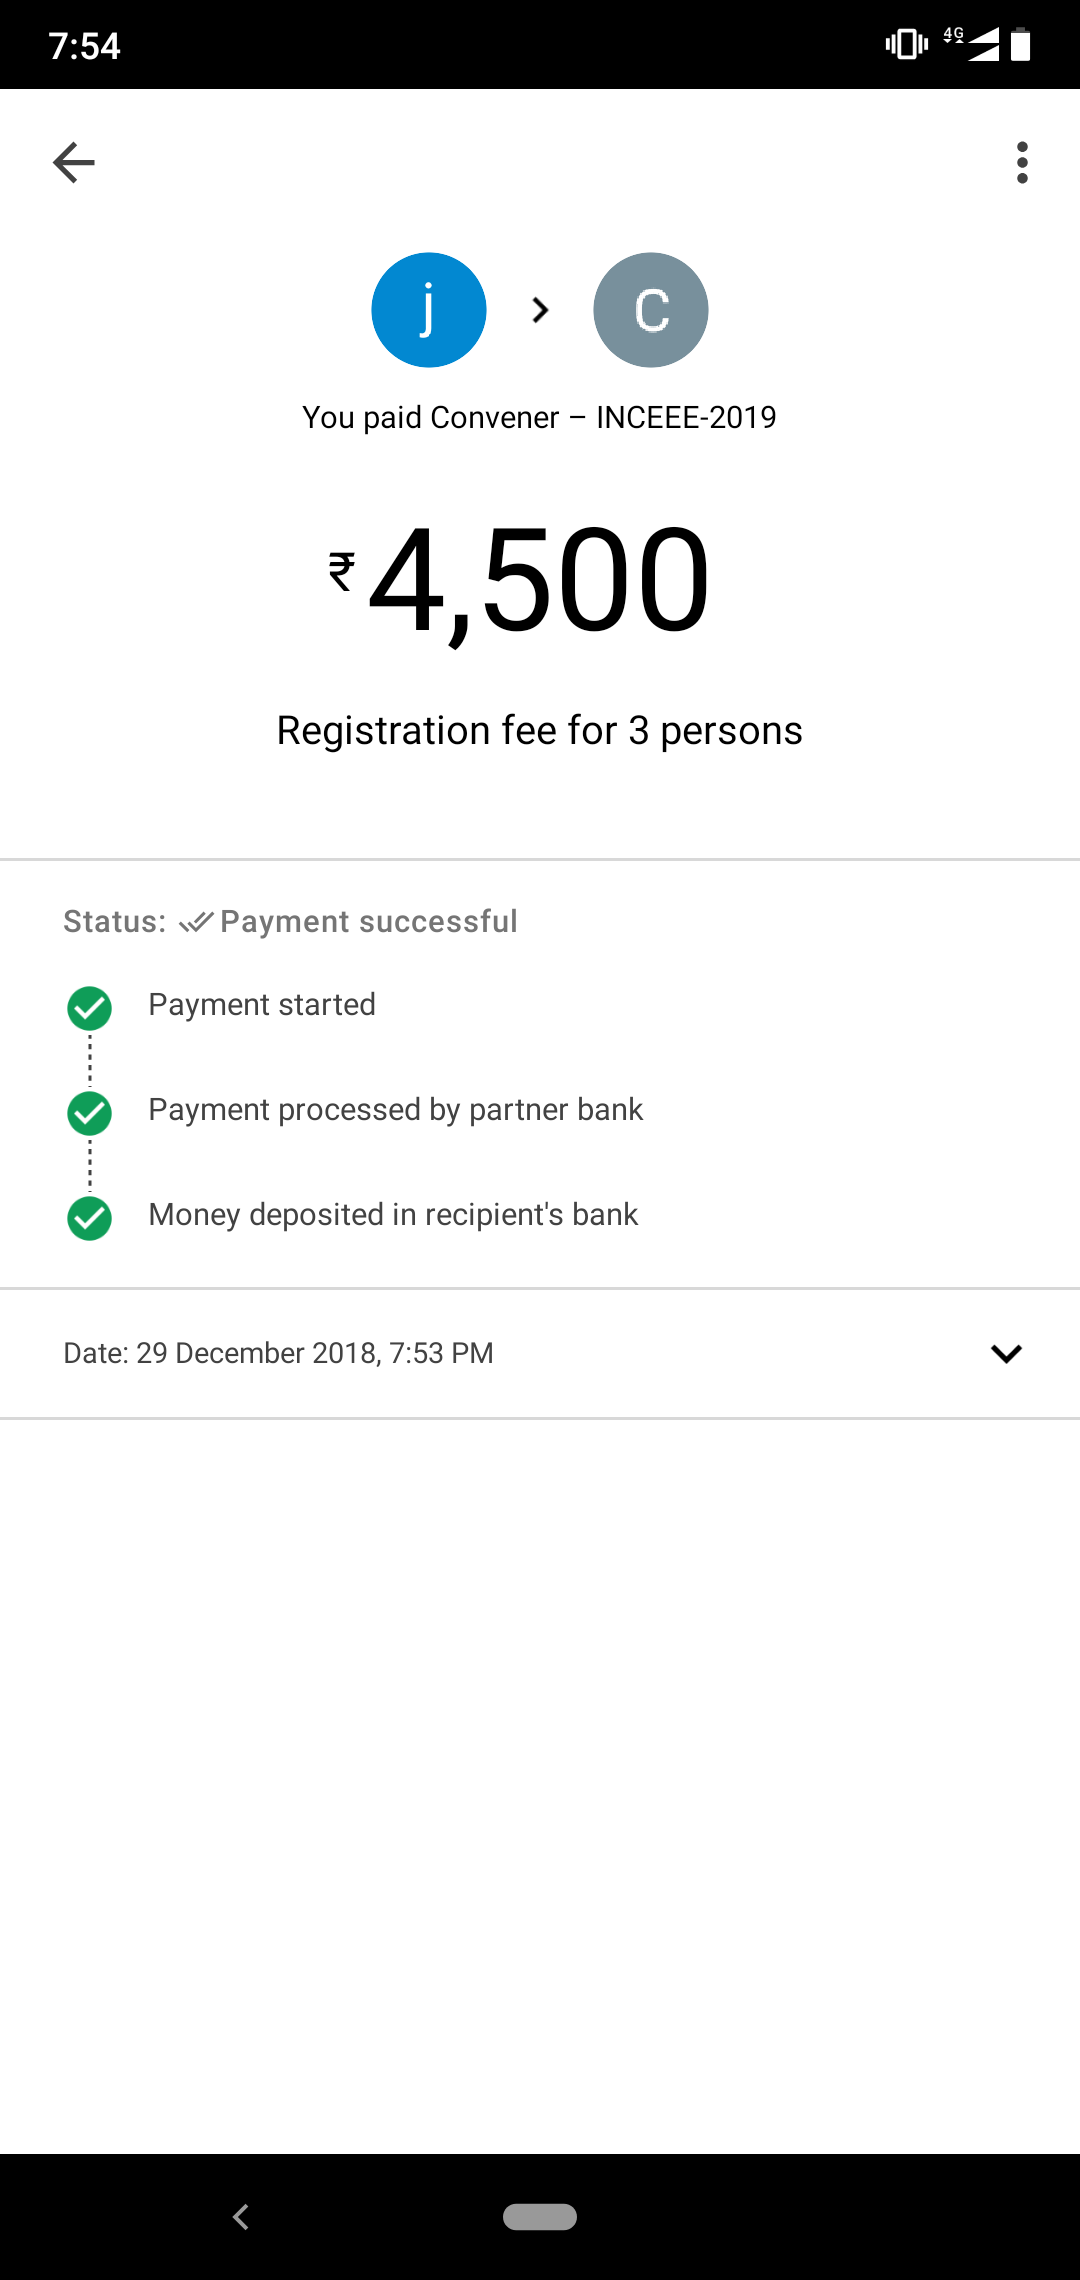 7:54
4G
j
C
You paid Convener – INCEEE-2019
₹4,500
Registration fee for 3 persons
Status: Payment successful
Payment started
Payment processed by partner bank
Money deposited in recipient's bank
Date: 29 December 2018, 7:53 PM